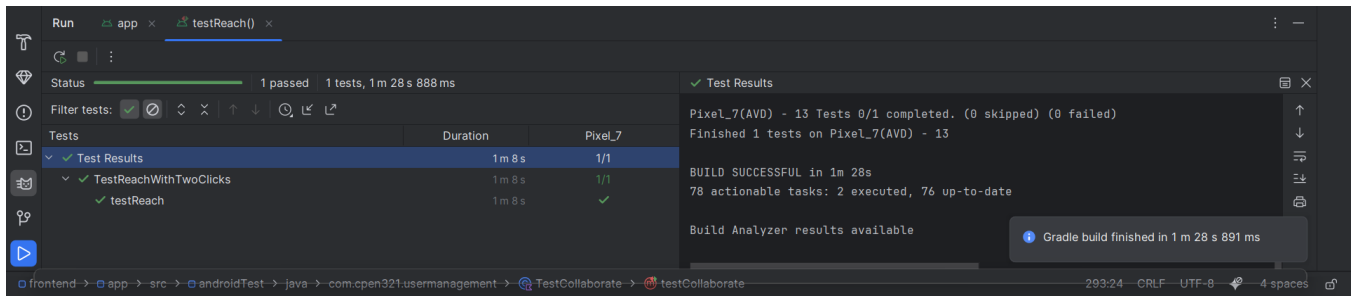 Run app testReach()
Status 1 passed 1 tests, 1 m 28 s 888 ms
Filter tests:
Tests Duration Pixel_7
Test Results 1 m 8 s 1/1
TestReachWithTwoClicks 1 m 8 s 1/1
testReach 1 m 8 s
Test Results
Pixel_7(AVD) - 13 Tests 0/1 completed. (0 skipped) (0 failed)
Finished 1 tests on Pixel_7(AVD) - 13
BUILD SUCCESSFUL in 1m 28s
78 actionable tasks: 2 executed, 76 up-to-date
Build Analyzer results available
Gradle build finished in 1 m 28 s 891 ms
frontend > app > src > androidTest > java > com.cpen321.usermanagement > TestCollaborate > testCollaborate 293:24 CRLF UTF-8 4 spaces